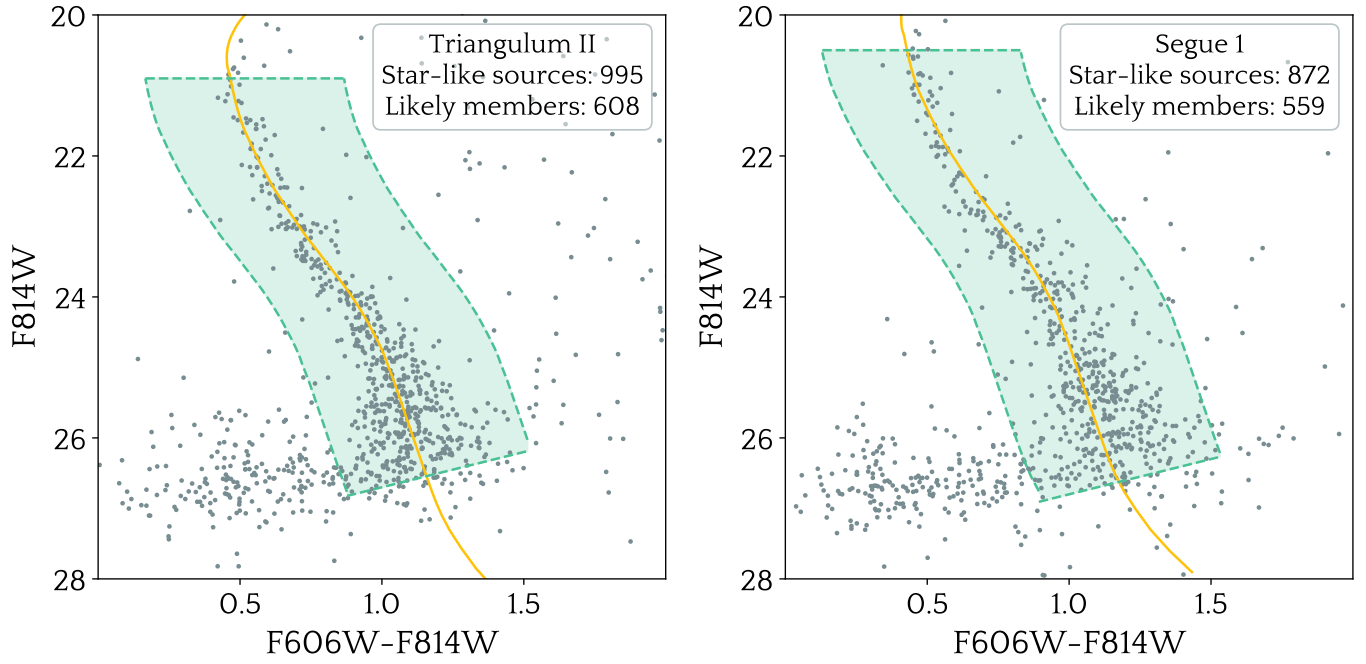 20
22
24
26
28
F814W
0.5
1.0
1.5
F606W-F814W
Triangulum II
Star-like sources: 995
Likely members: 608
20
22
24
26
28
F814W
0.5
1.0
1.5
F606W-F814W
Segue 1
Star-like sources: 872
Likely members: 559